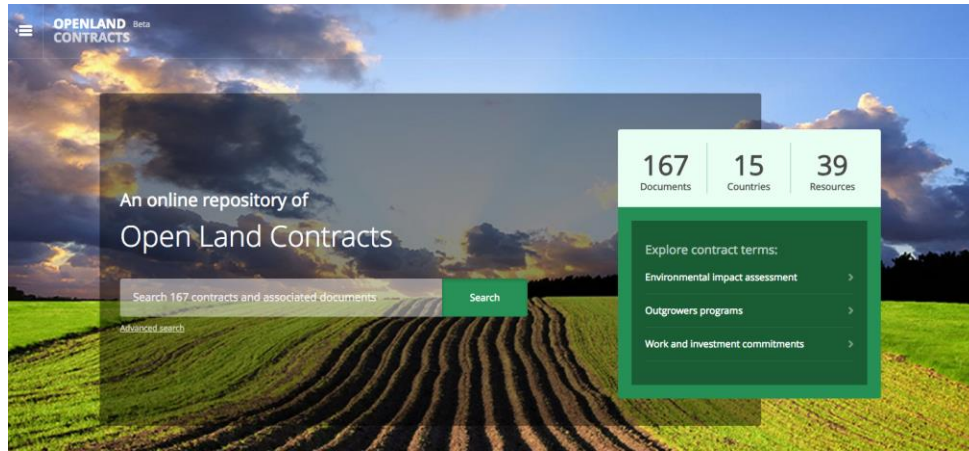 OPENLAND Beta
CONTRACTS
An online repository of
Open Land Contracts
Search 167 contracts and associated documents
Search
Advanced search
167
Documents
15
Countries
39
Resources
Explore contract terms:
Environmental impact assessment
Outgrowers programs
Work and investment commitments